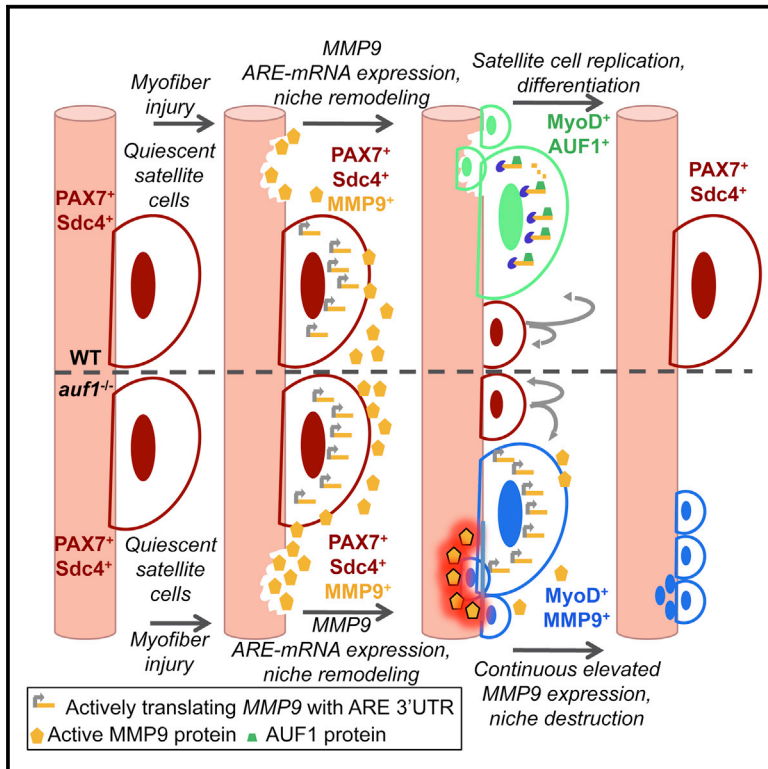 MMP9
ARE-mRNA expression,
niche remodeling
Satellite cell replication,
differentiation
Myofiber
injury
Quiescent
satellite
cells
PAX7⁺
Sdc4⁺
PAX7⁺
Sdc4⁺
MMP9⁺
MyoD⁺
AUF1⁺
PAX7⁺
Sdc4⁺
WT
auf1⁻/⁻
PAX7⁺
Sdc4⁺
Quiescent
satellite
cells
Myofiber
injury
PAX7⁺
Sdc4⁺
MMP9⁺
MMP9
ARE-mRNA expression,
niche remodeling
MyoD⁺
MMP9⁺
Continuous elevated
MMP9 expression,
niche destruction
Actively translating MMP9 with ARE 3'UTR
Active MMP9 protein AUF1 protein